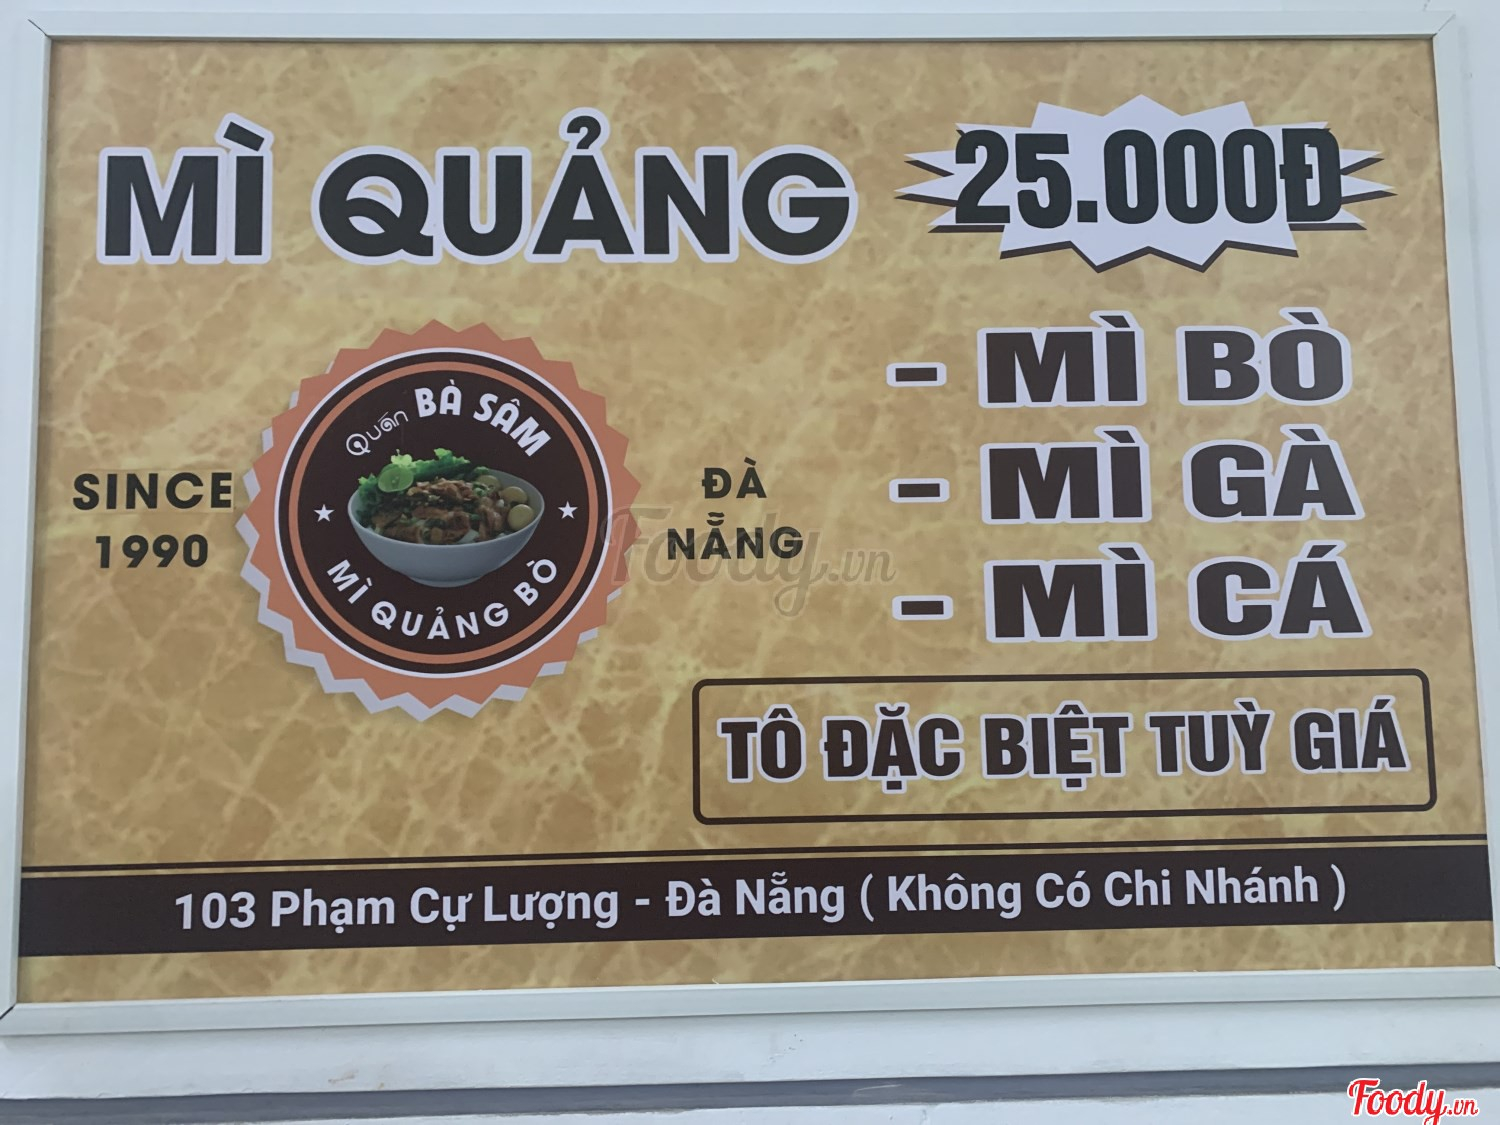 MÌ QUẢNG
25.000Đ
- MÌ BÒ
- MÌ GÀ
- MÌ CÁ
Quán BÀ SÂM
MÌ QUẢNG BÒ
SINCE
1990
ĐÀ
NẴNG
Foody.vn
TÔ ĐẶC BIỆT TUỲ GIÁ
103 Phạm Cự Lượng - Đà Nẵng ( Không Có Chi Nhánh )
Foody.vn